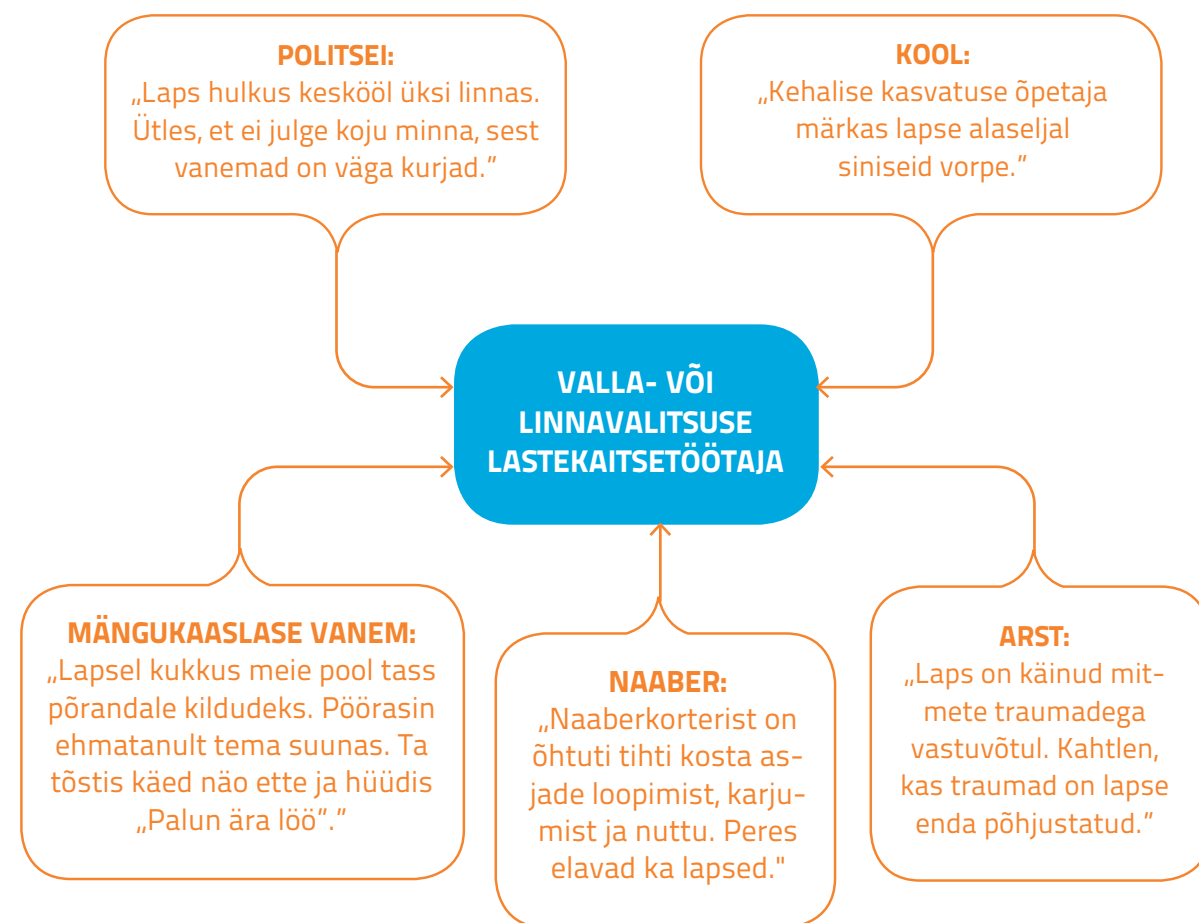 POLITSEI:
„Laps hulkus keskööl üksi linnas.
Ütles, et ei julge koju minna, sest
vanemad on väga kurjad.”
KOOL:
„Kehalise kasvatuse õpetaja
märkas lapse alaseljal
siniseid vorpe.”
VALLA- VÕI
LINNAVALITSUSE
LASTEKAITSETÖÖTAJA
MÄNGUKAASLASE VANEM:
„Lapsel kukkus meie pool tass
põrandale kildudeks. Pöörasin
ehmatanult tema suunas. Ta
tõstis käed näo ette ja hüüdis
„Palun ära löö“.“
NAABER:
„Naaberkorterist on
õhtuti tihti kosta as-
jade loopimist, karju-
mist ja nuttu. Peres
elavad ka lapsed."
ARST:
„Laps on käinud mit-
mete traumadega
vastuvõtul. Kahtlen,
kas traumad on lapse
enda põhjustatud.”